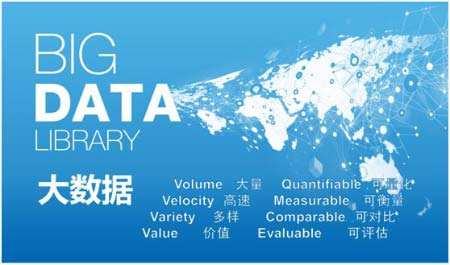 BIG
DATA
LIBRARY
大数据
Volume 大量 Quantifiable 可量化
Velocity 高速 Measurable 可衡量
Variety 多样 Comparable 可对比
Value 价值 Evaluable 可评估